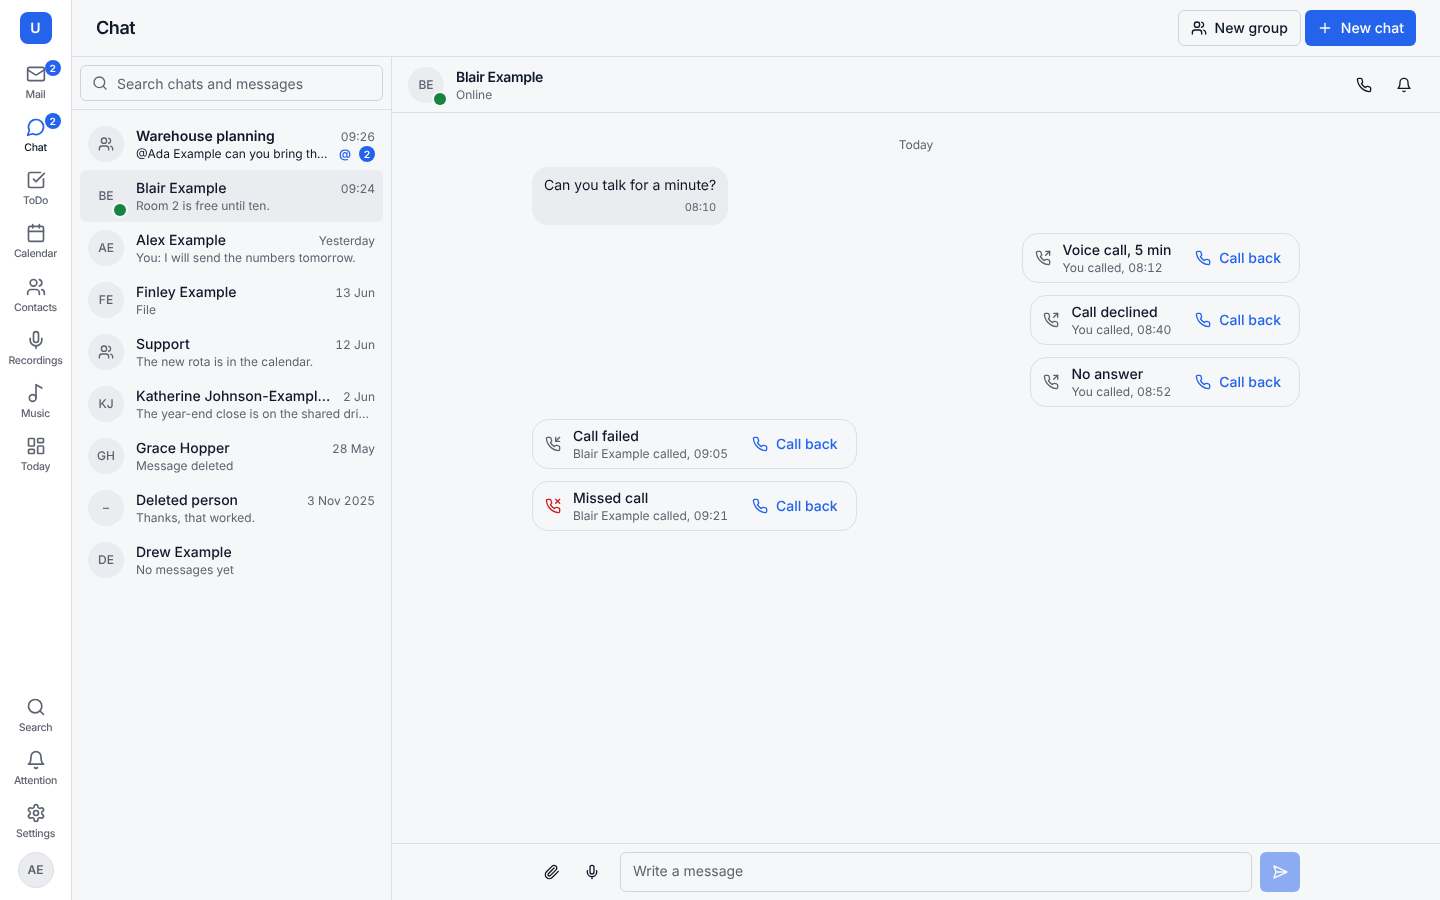 U
Chat
New group
New chat
Mail
2
Chat
2
ToDo
Calendar
Contacts
Recordings
Music
Today
Search
Attention
Settings
AE
Search chats and messages
Warehouse planning
09:26
@Ada Example can you bring th…
@
2
BE
Blair Example
09:24
Room 2 is free until ten.
AE
Alex Example
Yesterday
You: I will send the numbers tomorrow.
FE
Finley Example
13 Jun
File
Support
12 Jun
The new rota is in the calendar.
KJ
Katherine Johnson-Exampl…
2 Jun
The year-end close is on the shared dri…
GH
Grace Hopper
28 May
Message deleted
–
Deleted person
3 Nov 2025
Thanks, that worked.
DE
Drew Example
No messages yet
BE
Blair Example
Online
Today
Can you talk for a minute?
08:10
Voice call, 5 min
You called, 08:12
Call back
Call declined
You called, 08:40
Call back
No answer
You called, 08:52
Call back
Call failed
Blair Example called, 09:05
Call back
Missed call
Blair Example called, 09:21
Call back
Write a message